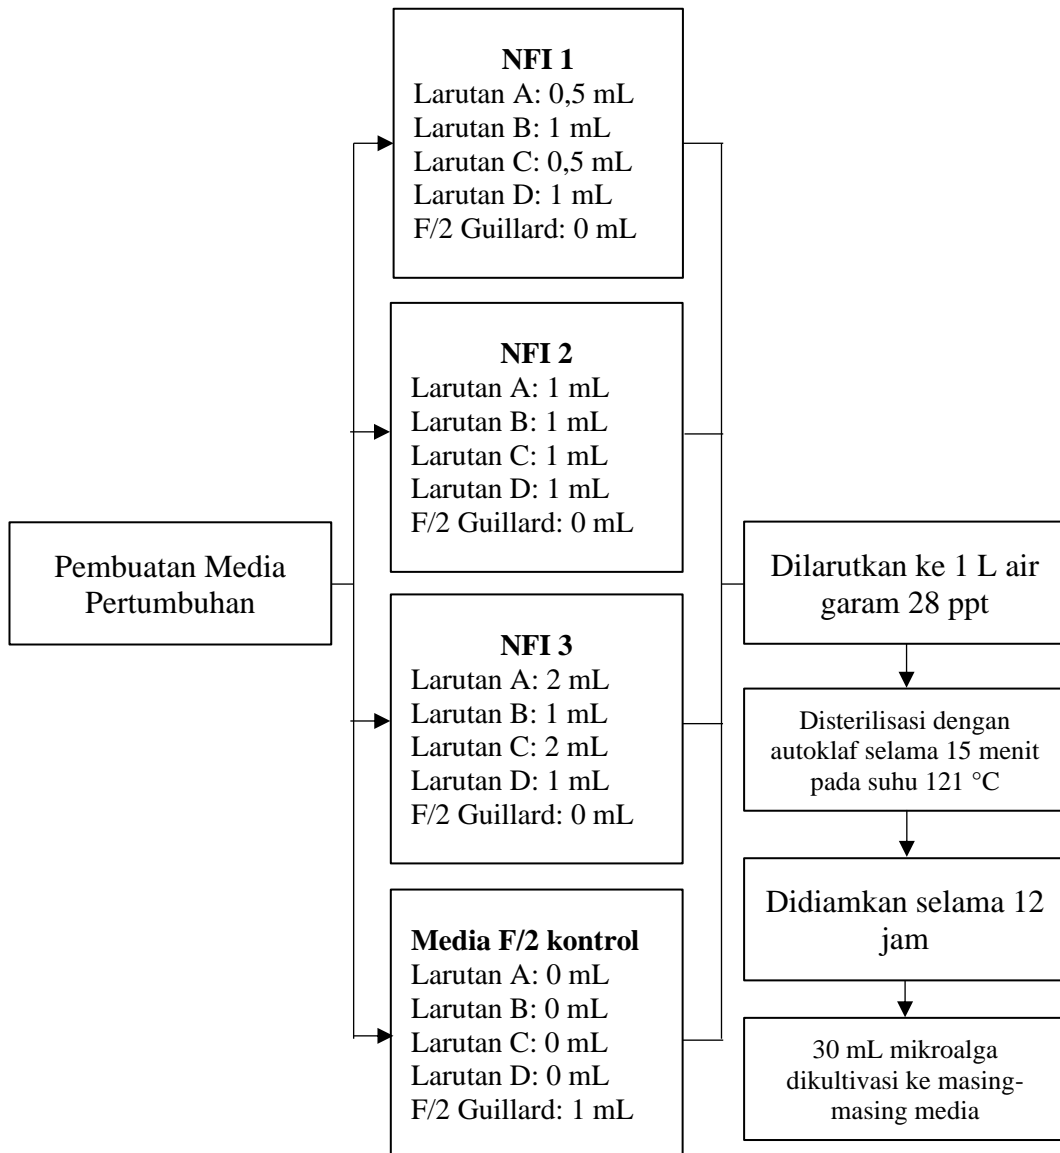 Pembuatan Media
Pertumbuhan
NFI 1
Larutan A: 0,5 mL
Larutan B: 1 mL
Larutan C: 0,5 mL
Larutan D: 1 mL
F/2 Guillard: 0 mL
NFI 2
Larutan A: 1 mL
Larutan B: 1 mL
Larutan C: 1 mL
Larutan D: 1 mL
F/2 Guillard: 0 mL
NFI 3
Larutan A: 2 mL
Larutan B: 1 mL
Larutan C: 2 mL
Larutan D: 1 mL
F/2 Guillard: 0 mL
Media F/2 kontrol
Larutan A: 0 mL
Larutan B: 0 mL
Larutan C: 0 mL
Larutan D: 0 mL
F/2 Guillard: 1 mL
Dilarutkan ke 1 L air
garam 28 ppt
Disterilisasi dengan
autoklaf selama 15 menit
pada suhu 121 °C
Didiamkan selama 12
jam
30 mL mikroalga
dikultivasi ke masing-
masing media